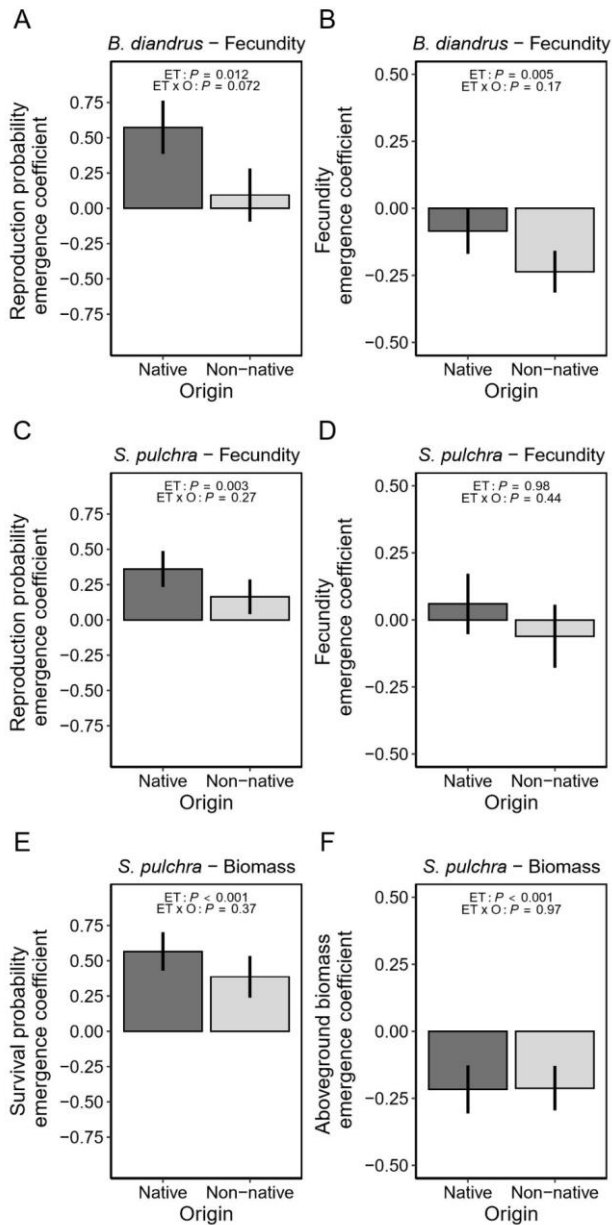 A
B. diandrus − Fecundity
ET: P = 0.012
ET x O: P = 0.072
Reproduction probability
emergence coefficient
0.75
0.50
0.25
0.00
−0.25
−0.50
−0.75
Native Non−native
Origin
B
B. diandrus − Fecundity
ET: P = 0.005
ET x O: P = 0.17
Fecundity
emergence coefficient
0.50
0.25
0.00
−0.25
−0.50
Native Non−native
Origin
C
S. pulchra − Fecundity
ET: P = 0.003
ET x O: P = 0.27
Reproduction probability
emergence coefficient
0.75
0.50
0.25
0.00
−0.25
−0.50
−0.75
Native Non−native
Origin
D
S. pulchra − Fecundity
ET: P = 0.98
ET x O: P = 0.44
Fecundity
emergence coefficient
0.50
0.25
0.00
−0.25
−0.50
Native Non−native
Origin
E
S. pulchra − Biomass
ET: P < 0.001
ET x O: P = 0.37
Survival probability
emergence coefficient
0.75
0.50
0.25
0.00
−0.25
−0.50
−0.75
Native Non−native
Origin
F
S. pulchra − Biomass
ET: P < 0.001
ET x O: P = 0.97
Aboveground biomass
emergence coefficient
0.50
0.25
0.00
−0.25
−0.50
Native Non−native
Origin